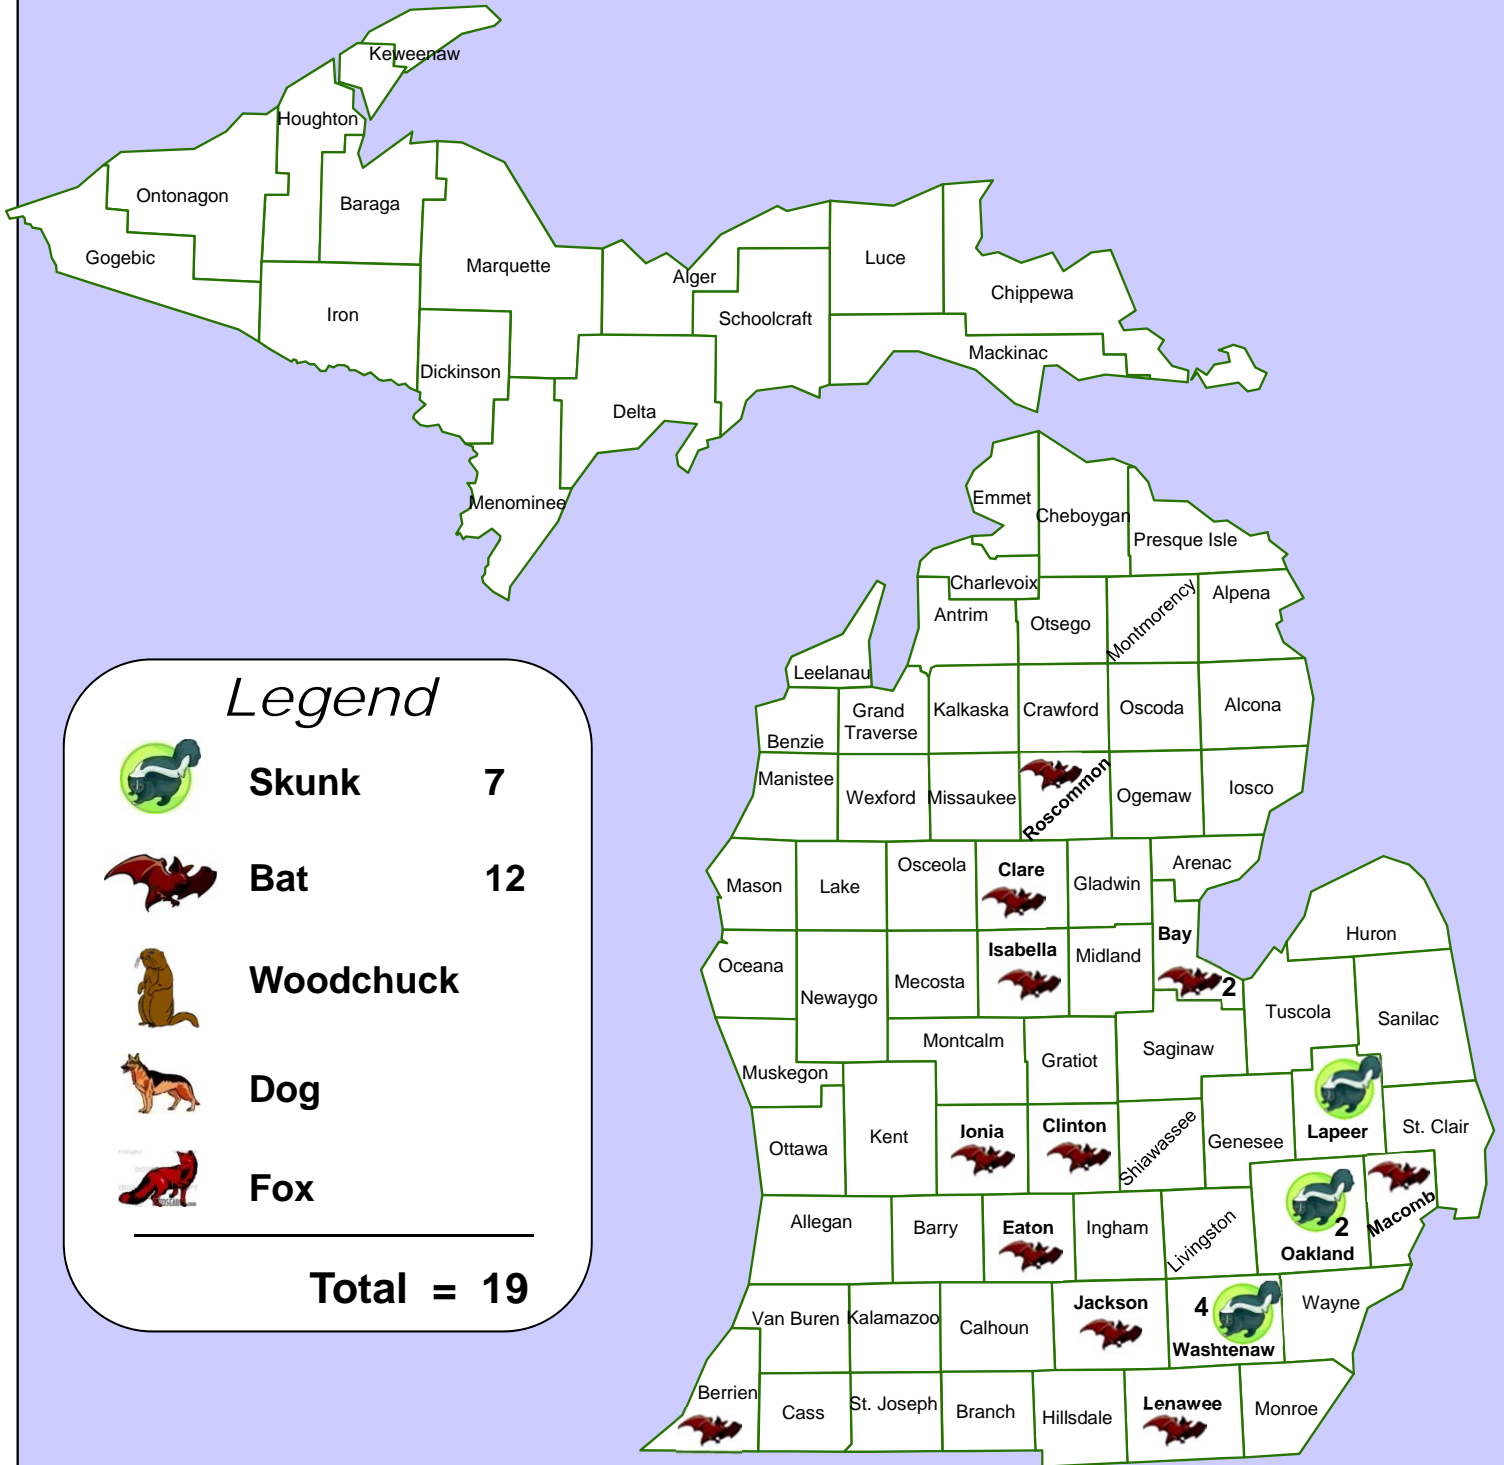 Keweenaw
Houghton
Ontonagon
Baraga
Gogebic
Marquette
Luce
Alger
Chippewa
Iron
Schoolcraft
Mackinac
Dickinson
Delta
Menominee
Emmet
Cheboygan
Presque Isle
Charlevoix
Antrim
Otsego
Montmorency
Alpena
Leelanau
Benzie
Grand
Traverse
Kalkaska
Crawford
Oscoda
Alcona
Manistee
Wexford
Missaukee
Roscommon
Ogemaw
Iosco
Mason
Lake
Osceola
Clare
Gladwin
Arenac
Oceana
Newaygo
Mecosta
Isabella
Midland
Bay
2
Huron
Tuscola
Sanilac
Muskegon
Montcalm
Gratiot
Saginaw
Ottawa
Kent
Ionia
Clinton
Shiawassee
Genesee
Lapeer
St. Clair
Allegan
Barry
Eaton
Ingham
Livingston
2
Oakland
Macomb
Van Buren
Kalamazoo
Calhoun
Jackson
4
Washtenaw
Wayne
Berrien
Cass
St. Joseph
Branch
Hillsdale
Lenawee
Monroe
Legend
Skunk 7
Bat 12
Woodchuck
Dog
Fox
Total = 19